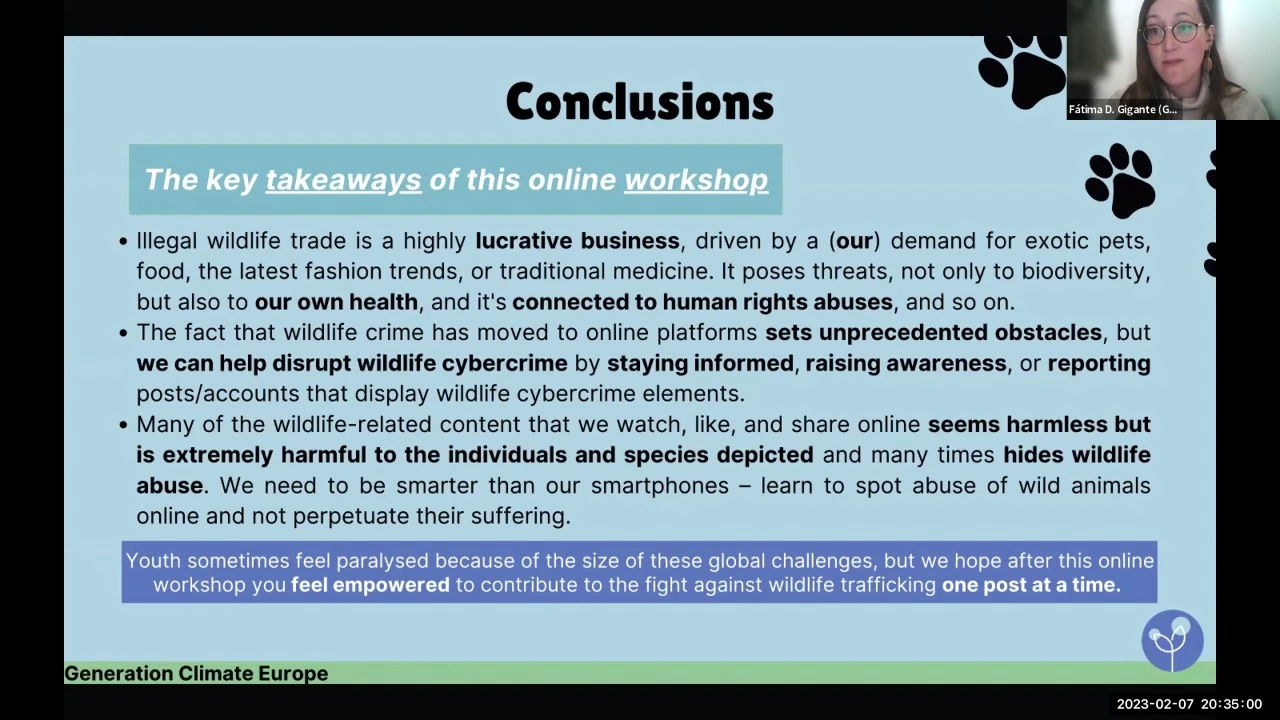 Conclusions
Fátima D. Gigante (G...
The key takeaways of this online workshop
• Illegal wildlife trade is a highly lucrative business, driven by a (our) demand for exotic pets,
food, the latest fashion trends, or traditional medicine. It poses threats, not only to biodiversity,
but also to our own health, and it's connected to human rights abuses, and so on.
• The fact that wildlife crime has moved to online platforms sets unprecedented obstacles, but
we can help disrupt wildlife cybercrime by staying informed, raising awareness, or reporting
posts/accounts that display wildlife cybercrime elements.
• Many of the wildlife-related content that we watch, like, and share online seems harmless but
is extremely harmful to the individuals and species depicted and many times hides wildlife
abuse. We need to be smarter than our smartphones – learn to spot abuse of wild animals
online and not perpetuate their suffering.
Youth sometimes feel paralysed because of the size of these global challenges, but we hope after this online
workshop you feel empowered to contribute to the fight against wildlife trafficking one post at a time.
Generation Climate Europe
2023-02-07 20:35:00